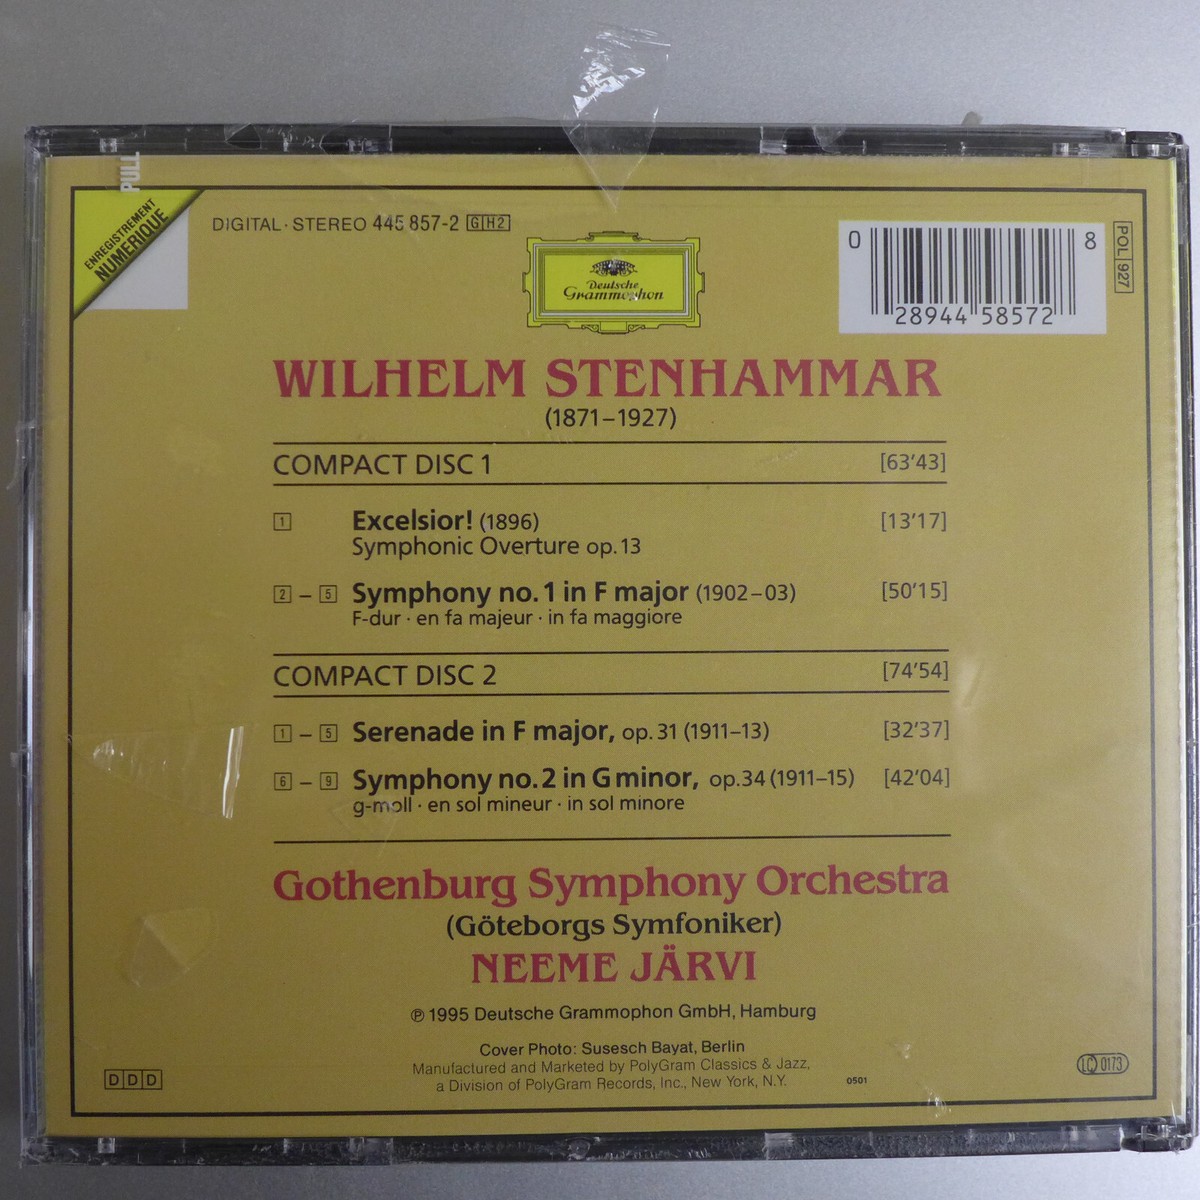 PULL
ENREGISTREMENT
NUMERIQUE
DIGITAL · STEREO 445 857-2 G H 2
Deutsche
Grammophon
0 28944 58572 8
POL 927
WILHELM STENHAMMAR
(1871–1927)
COMPACT DISC 1 [63'43]
1 Excelsior! (1896) [13'17]
Symphonic Overture op. 13
2 – 5 Symphony no. 1 in F major (1902–03) [50'15]
F-dur · en fa majeur · in fa maggiore
COMPACT DISC 2 [74'54]
1 – 5 Serenade in F major, op. 31 (1911–13) [32'37]
6 – 9 Symphony no. 2 in G minor, op. 34 (1911–15) [42'04]
g-moll · en sol mineur · in sol minore
Gothenburg Symphony Orchestra
(Göteborgs Symfoniker)
NEEME JÄRVI
℗ 1995 Deutsche Grammophon GmbH, Hamburg
Cover Photo: Susesch Bayat, Berlin
Manufactured and Marketed by PolyGram Classics & Jazz,
a Division of PolyGram Records, Inc., New York, N.Y.
0501
DDD
LC 0173